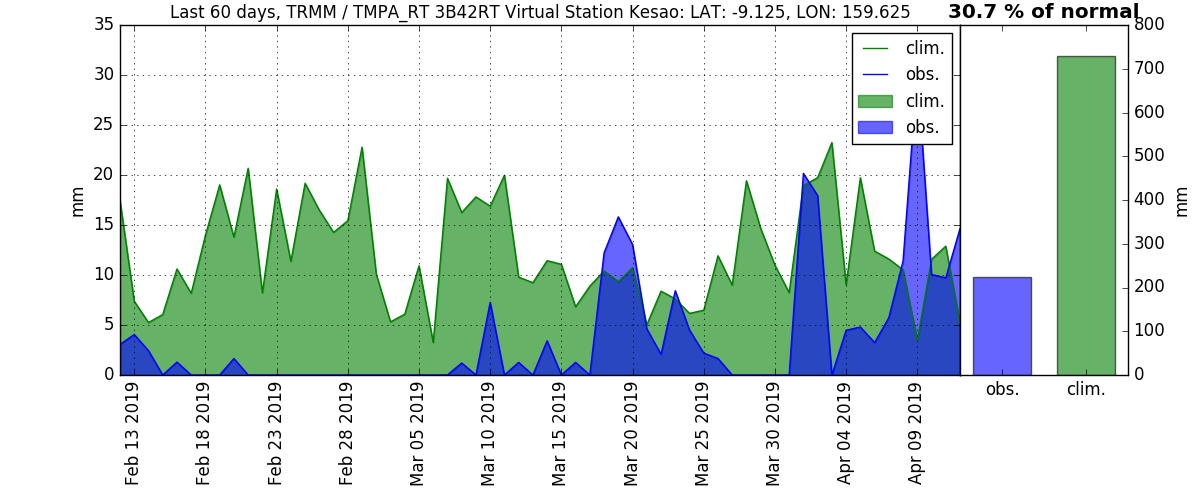 Last 60 days, TRMM / TMPA_RT 3B42RT Virtual Station Kesao: LAT: -9.125, LON: 159.625
30.7 % of normal
35
30
25
20
15
10
5
0
mm
clim.
obs.
clim.
obs.
Feb 13 2019
Feb 18 2019
Feb 23 2019
Feb 28 2019
Mar 05 2019
Mar 10 2019
Mar 15 2019
Mar 20 2019
Mar 25 2019
Mar 30 2019
Apr 04 2019
Apr 09 2019
800
700
600
500
400
300
200
100
0
mm
obs.
clim.